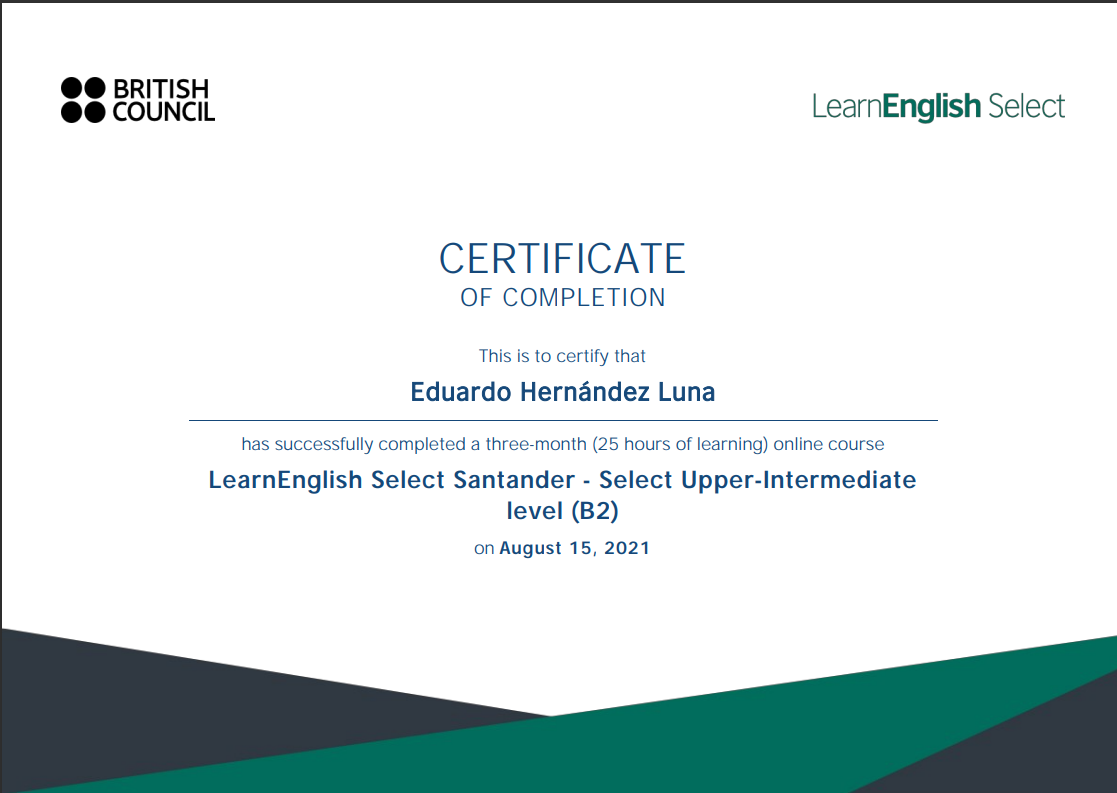 BRITISH
COUNCIL
LearnEnglish Select
CERTIFICATE
OF COMPLETION
This is to certify that
Eduardo Hernández Luna
has successfully completed a three-month (25 hours of learning) online course
LearnEnglish Select Santander - Select Upper-Intermediate
level (B2)
on August 15, 2021